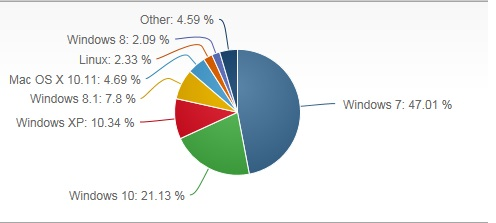 Other: 4.59 %
Windows 8: 2.09 %
Linux: 2.33 %
Mac OS X 10.11: 4.69 %
Windows 8.1: 7.8 %
Windows 7: 47.01 %
Windows XP: 10.34 %
Windows 10: 21.13 %